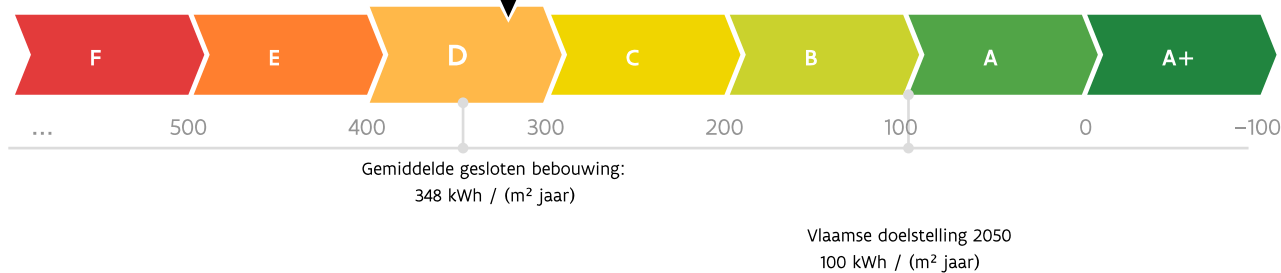 F E D C B A A+
... 500 400 300 200 100 0 −100
Gemiddelde gesloten bebouwing:
348 kWh / (m² jaar)
Vlaamse doelstelling 2050
100 kWh / (m² jaar)